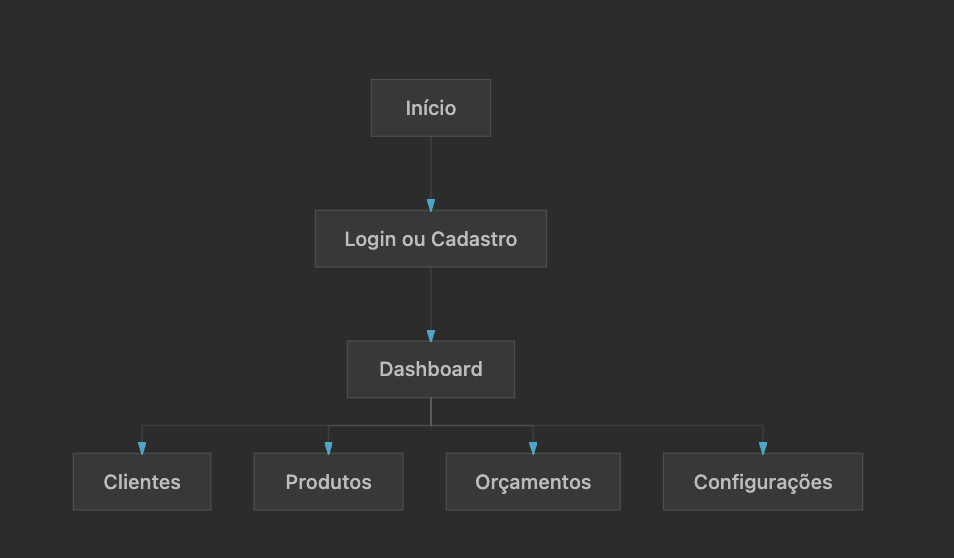 Início
Login ou Cadastro
Dashboard
Clientes
Produtos
Orçamentos
Configurações